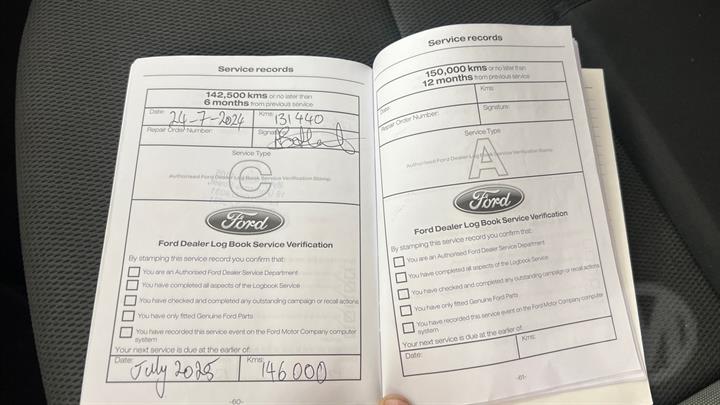 Service records
142,500 kms or no later than
6 months from previous service
Date: 24-7-2024
Kms: 131440
Repair Order Number:
Service Type
C
Authorised Ford Dealer Log Book Service Verification Stamp
Ford
Ford Dealer Log Book Service Verification
By stamping this service record you confirm that:
You are an Authorised Ford Dealer Service Department
You have completed all aspects of the Logbook Service
You have checked and completed any outstanding campaign or recall actions
You have only fitted Genuine Ford Parts
You have recorded this service event on the Ford Motor Company computer
system
Your next service is due at the earlier of:
Date: July 2025
Kms: 146000
-60-
Service records
150,000 kms or no later than
12 months from previous service
Date:
Kms:
Repair Order Number:
Signature:
Service Type
A
Authorised Ford Dealer Log Book Service Verification Stamp
Ford
Ford Dealer Log Book Service Verification
By stamping this service record you confirm that:
You are an Authorised Ford Dealer Service Department
You have completed all aspects of the Logbook Service
You have checked and completed any outstanding campaign or recall actions
You have only fitted Genuine Ford Parts
You have recorded this service event on the Ford Motor Company computer
system
Your next service is due at the earlier of:
Date:
Kms:
-61-